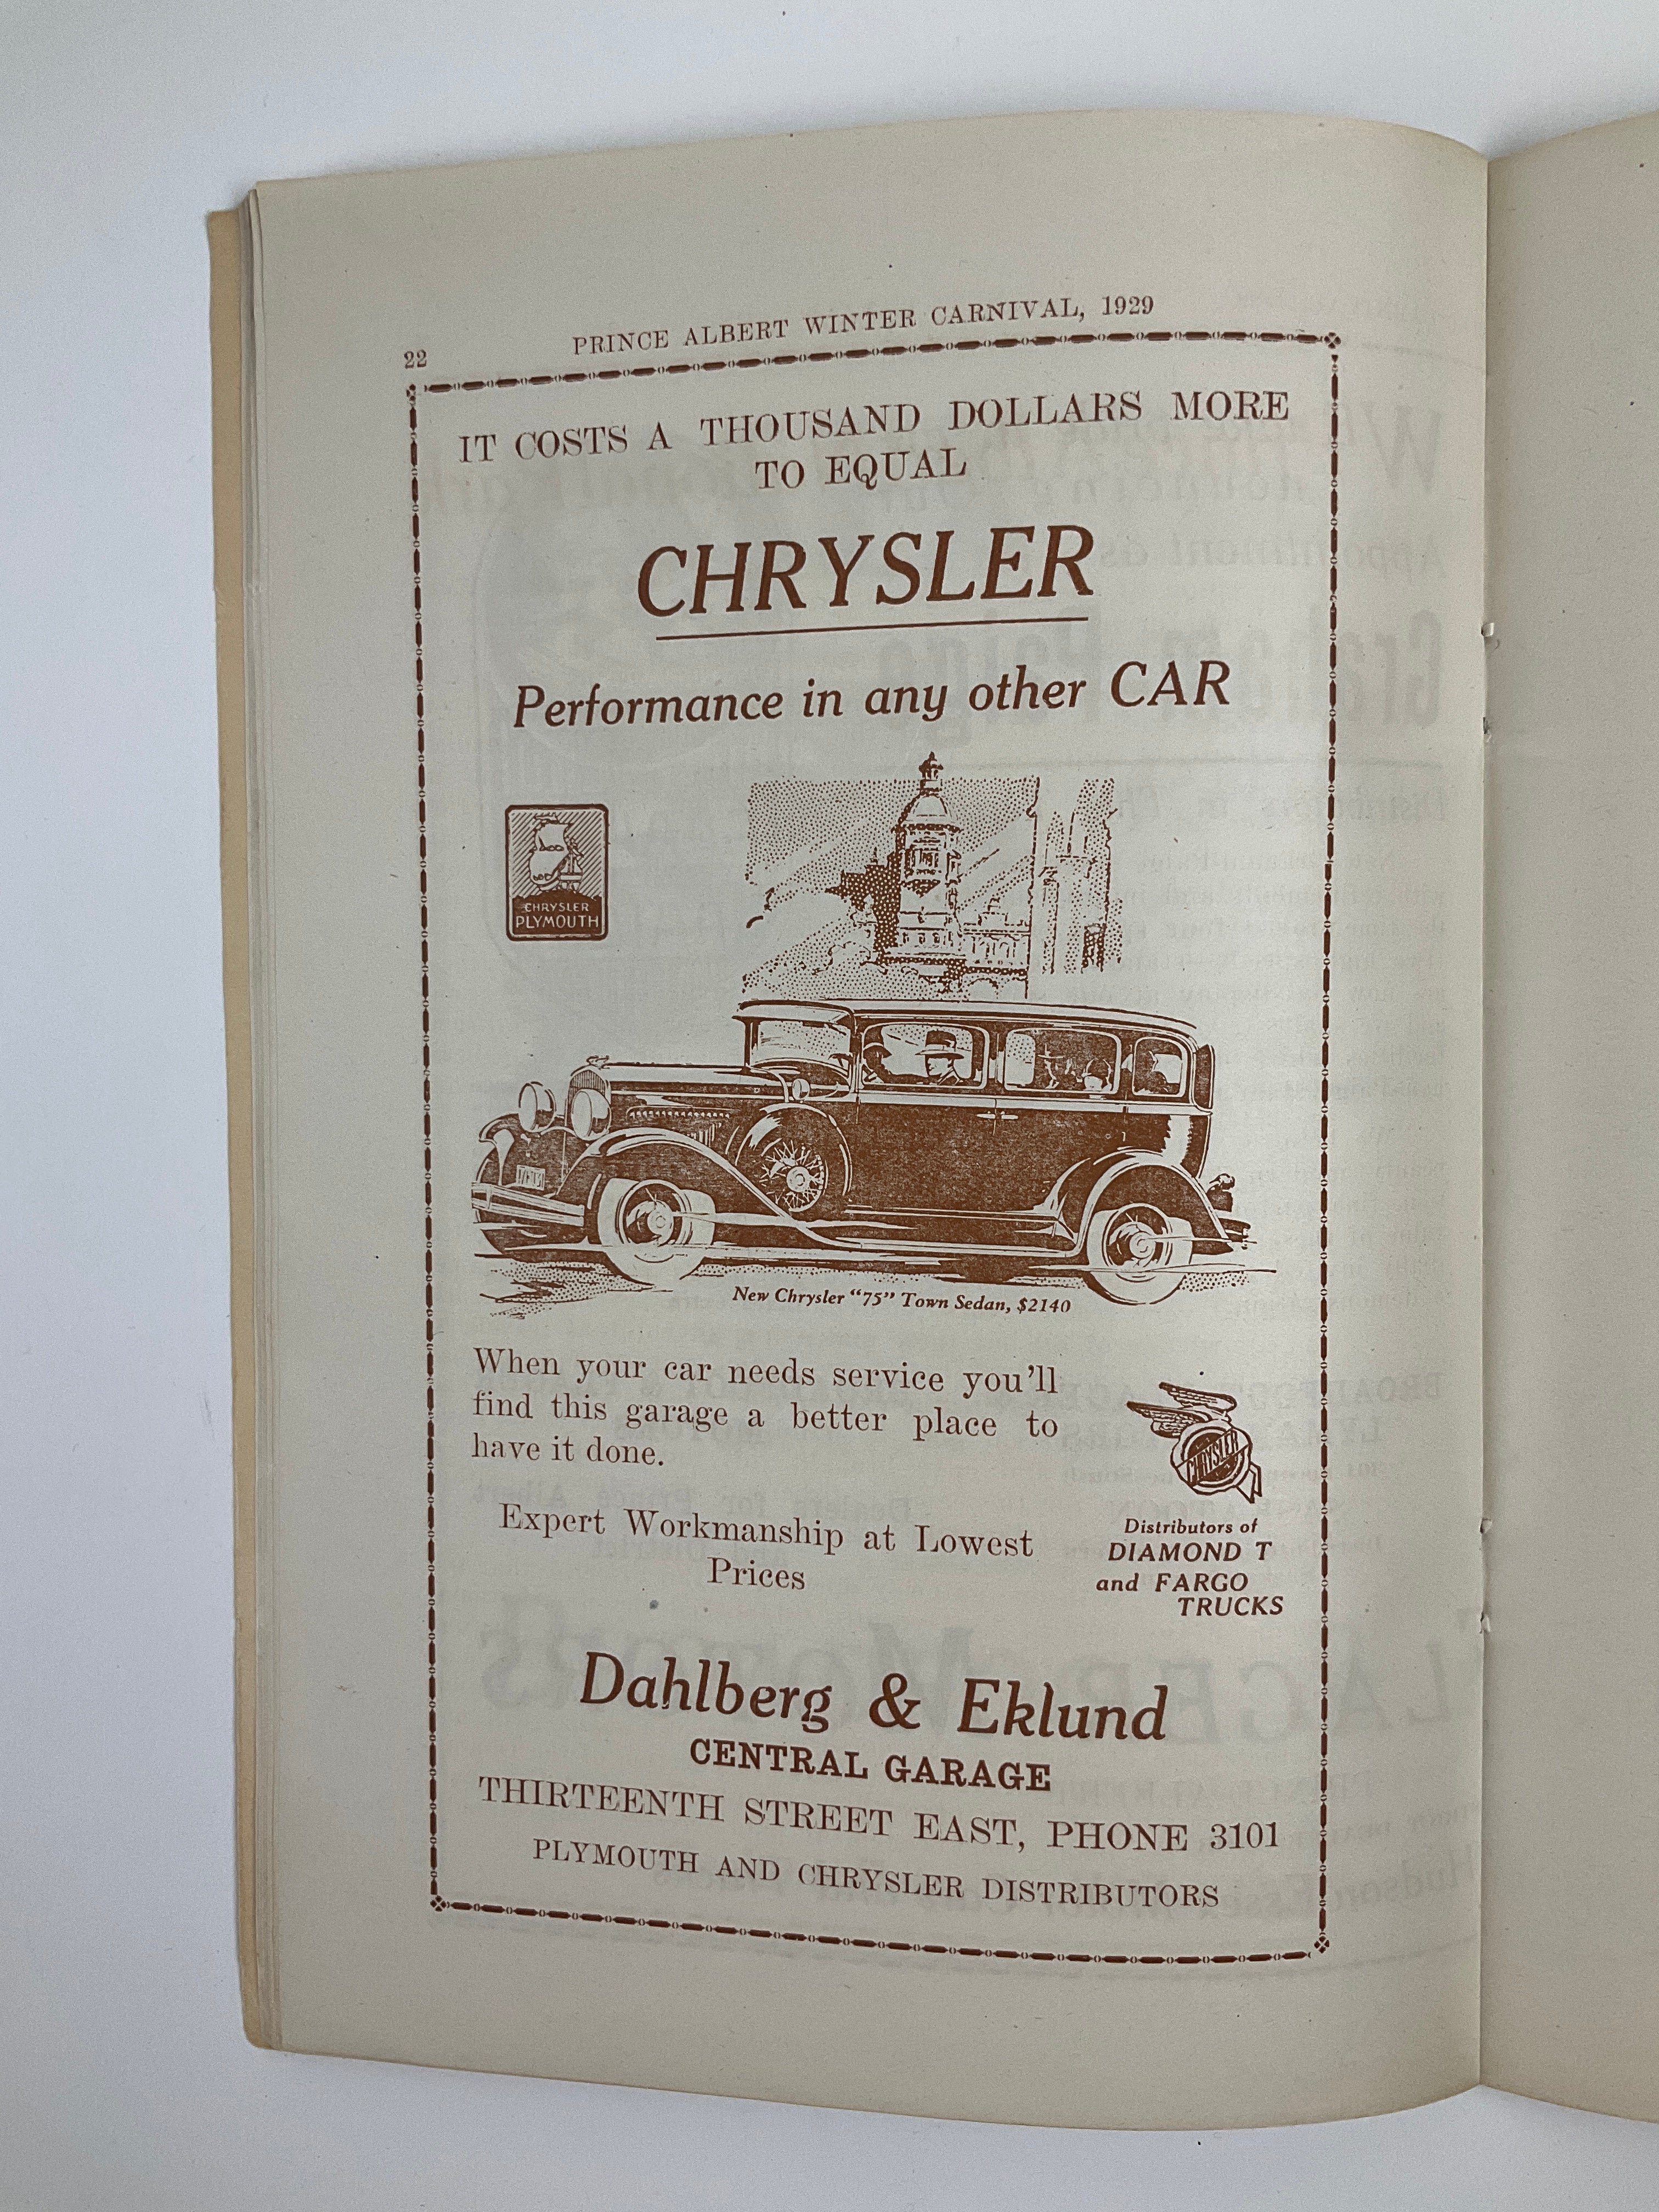 22
PRINCE ALBERT WINTER CARNIVAL, 1929
IT COSTS A THOUSAND DOLLARS MORE
TO EQUAL
CHRYSLER
Performance in any other CAR
CHRYSLER
PLYMOUTH
New Chrysler "75" Town Sedan, $2140
When your car needs service you'll
find this garage a better place to
have it done.
Expert Workmanship at Lowest
Prices
CHRYSLER
Distributors of
DIAMOND T
and FARGO
TRUCKS
Dahlberg & Eklund
CENTRAL GARAGE
THIRTEENTH STREET EAST, PHONE 3101
PLYMOUTH AND CHRYSLER DISTRIBUTORS